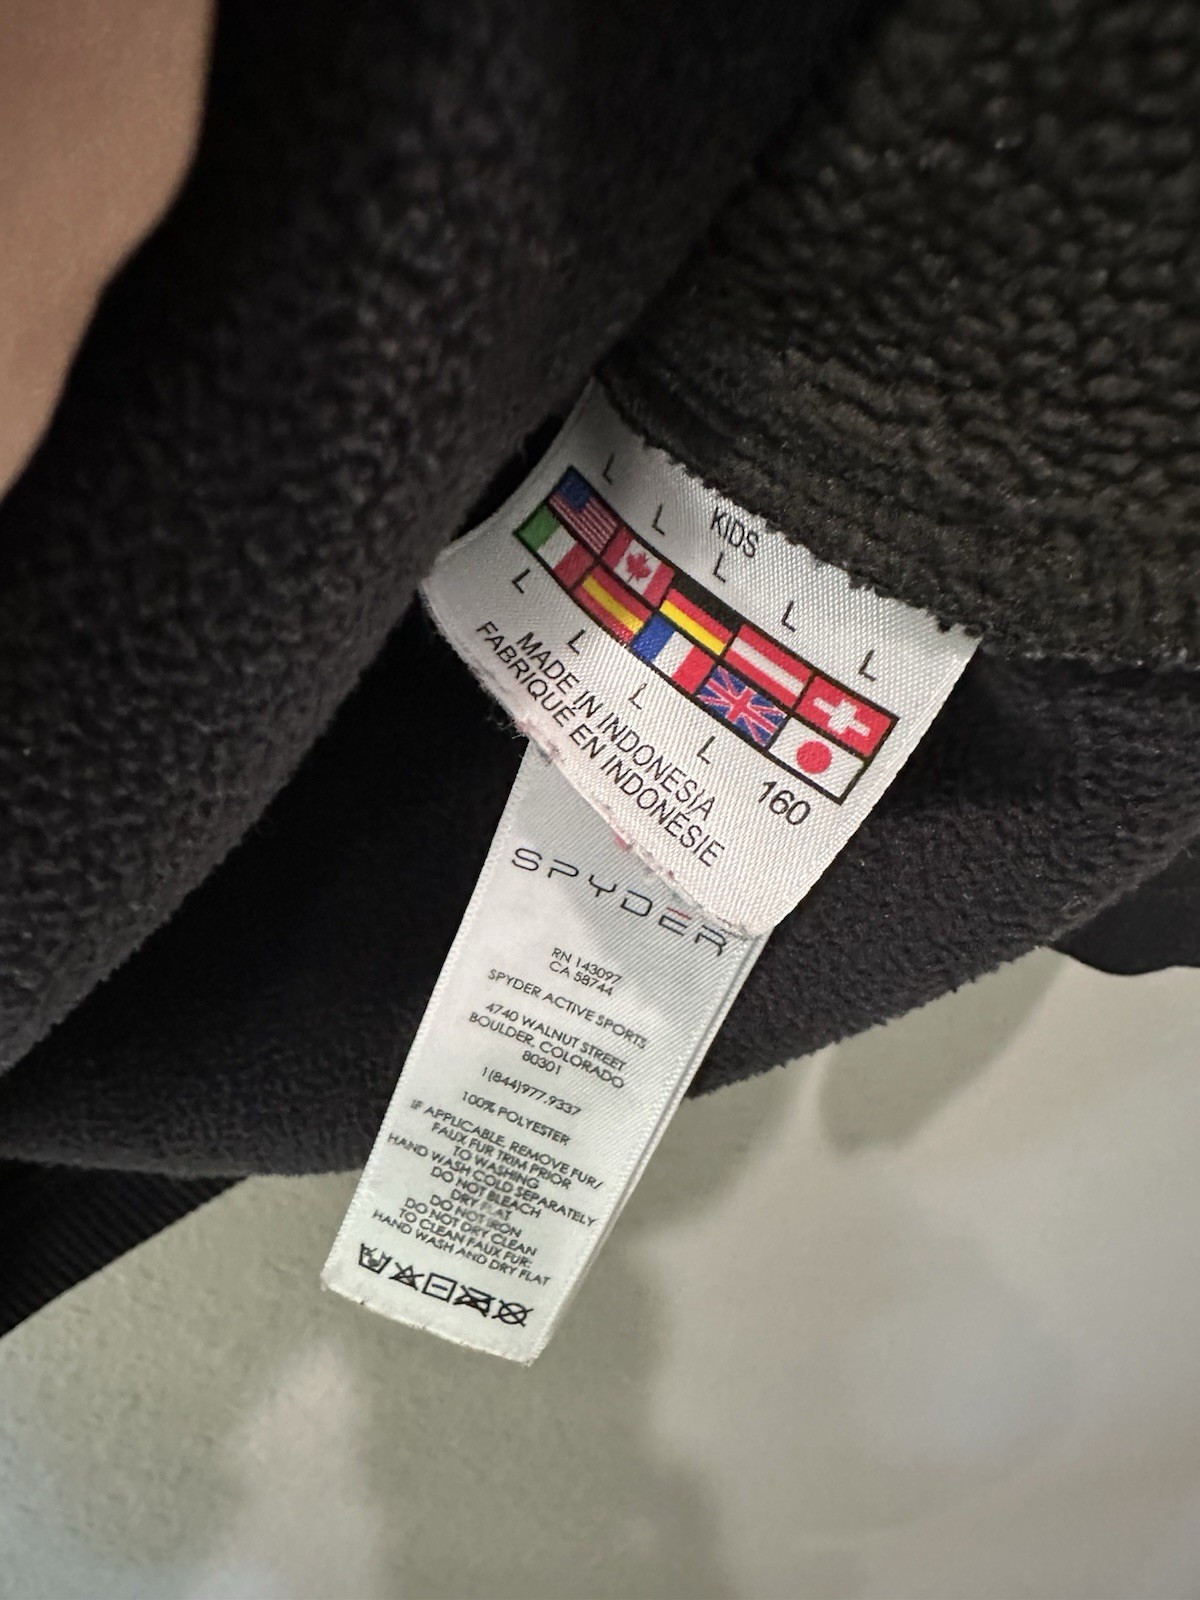 KIDS
L L L L L
L L L L 160
MADE IN INDONESIA
FABRIQUÉ EN INDONÉSIE
SPYDER
RN 143097
CA 58744
SPYDER ACTIVE SPORTS
4740 WALNUT STREET
BOULDER, COLORADO
80301
1(844)977.9337
100% POLYESTER
IF APPLICABLE, REMOVE FUR/
FAUX FUR TRIM PRIOR
TO WASHING
HAND WASH COLD SEPARATELY
DO NOT BLEACH
DRY FLAT
DO NOT IRON
DO NOT DRY CLEAN
TO CLEAN FAUX FUR:
HAND WASH AND DRY FLAT